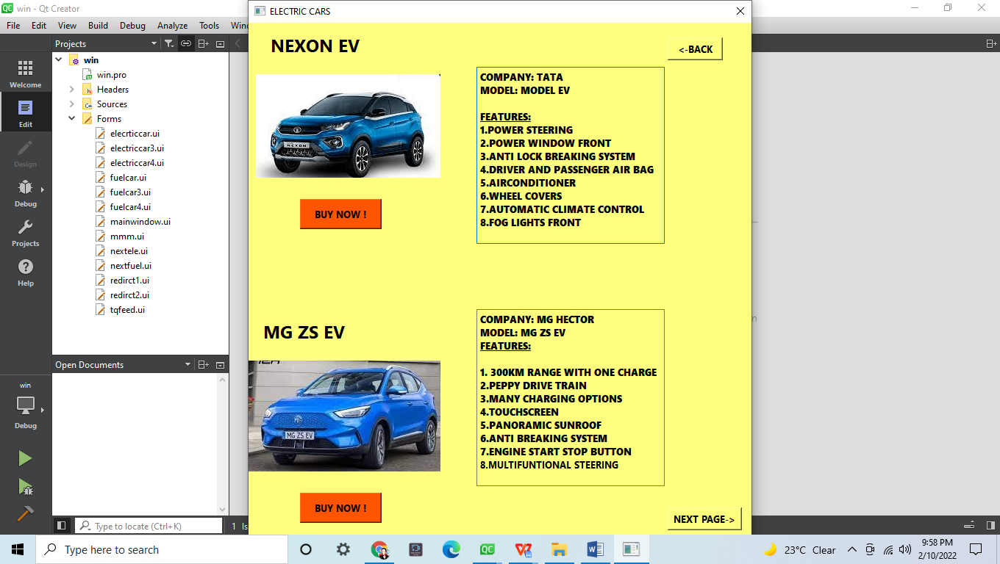 win - Qt Creator
File Edit View Build Debug Analyze Tools
Projects
Welcome
Edit
Design
Debug
Projects
Help
win
win.pro
Headers
Sources
Forms
elecrticcar.ui
electriccar3.ui
electriccar4.ui
fuelcar.ui
fuelcar3.ui
fuelcar4.ui
mainwindow.ui
mmm.ui
nextele.ui
nextfuel.ui
redirct1.ui
redirct2.ui
tqfeed.ui
Open Documents
win
Debug
Type to locate (Ctrl+K)
1
ELECTRIC CARS
NEXON EV
<-BACK
NEXON
COMPANY: TATA
MODEL: MODEL EV
FEATURES:
1.POWER STEERING
2.POWER WINDOW FRONT
3.ANTI LOCK BREAKING SYSTEM
4.DRIVER AND PASSENGER AIR BAG
5.AIRCONDITIONER
6.WHEEL COVERS
7.AUTOMATIC CLIMATE CONTROL
8.FOG LIGHTS FRONT
BUY NOW !
MG ZS EV
MG ZS EV
COMPANY: MG HECTOR
MODEL: MG ZS EV
FEATURES:
1. 300KM RANGE WITH ONE CHARGE
2.PEPPY DRIVE TRAIN
3.MANY CHARGING OPTIONS
4.TOUCHSCREEN
5.PANORAMIC SUNROOF
6.ANTI BREAKING SYSTEM
7.ENGINE START STOP BUTTON
8.MULTIFUNTIONAL STEERING
BUY NOW !
NEXT PAGE->
Type here to search
23°C Clear
9:58 PM
2/10/2022